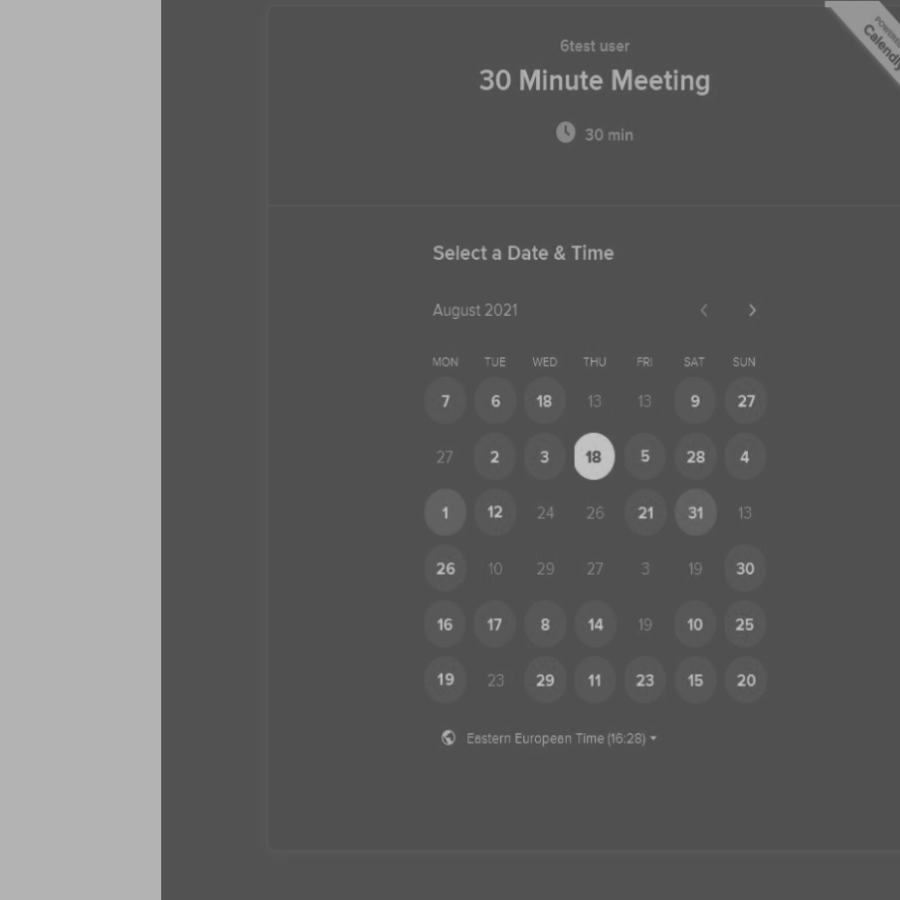 POWERED
Calendly
6test user
30 Minute Meeting
30 min
Select a Date & Time
August 2021
MON TUE WED THU FRI SAT SUN
7 6 18 13 13 9 27
27 2 3 18 5 28 4
1 12 24 26 21 31 13
26 10 29 27 3 19 30
16 17 8 14 19 10 25
19 23 29 11 23 15 20
Eastern European Time (16:28)